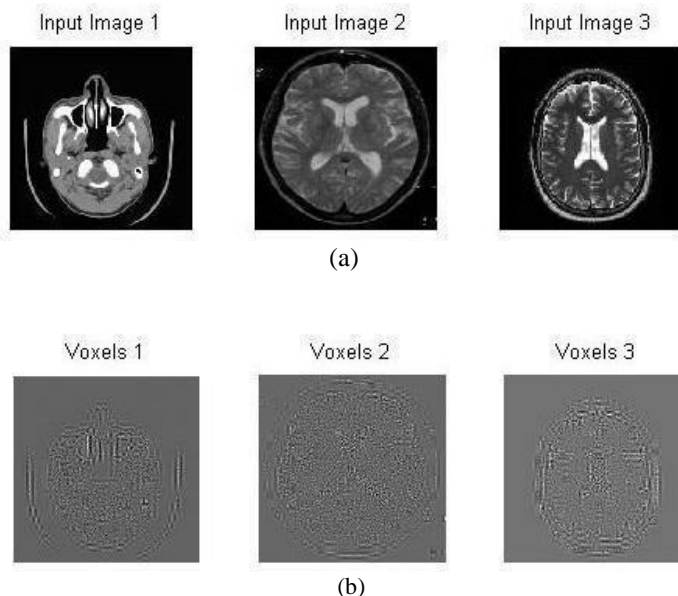 Input Image 1 Input Image 2 Input Image 3
(a)
Voxels 1 Voxels 2 Voxels 3
(b)